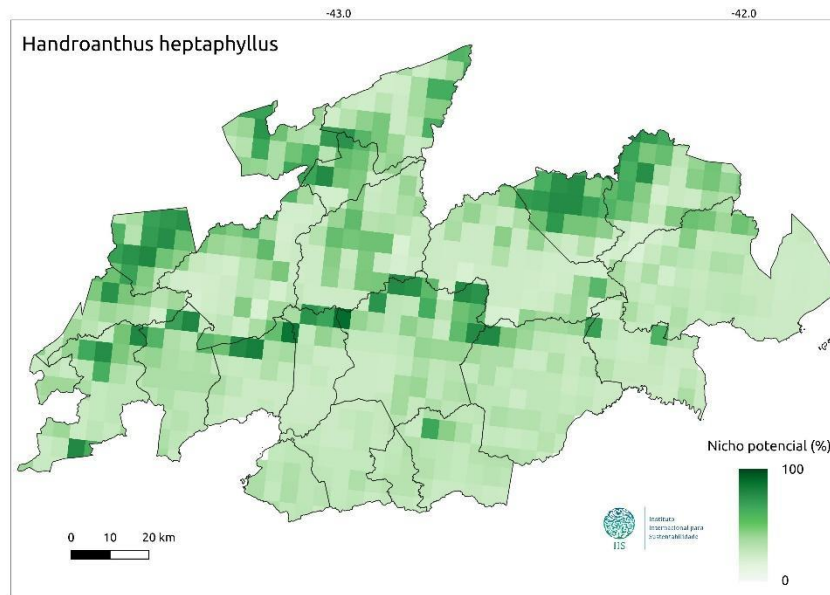 -43.0
-42.0
Handroanthus heptaphyllus
Nicho potencial (%)
100
0
IIS
Instituto
Internacional para
Sustentabilidade
0 10 20 km